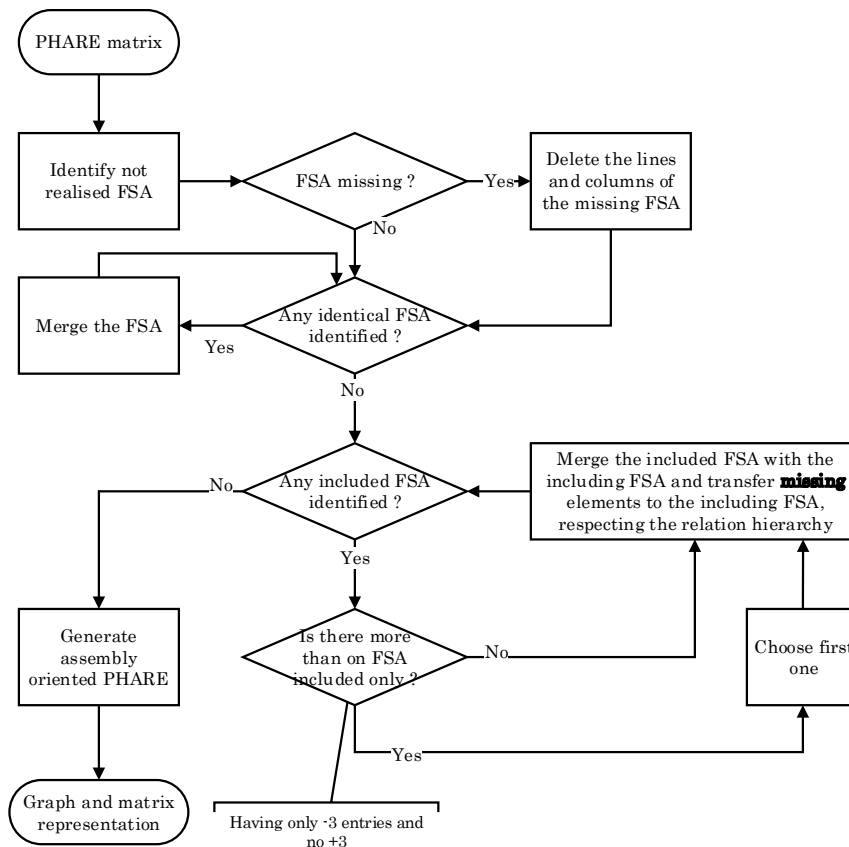 PHARE matrix
Identify not
realised FSA
FSA missing ?
Yes
Delete the lines
and columns of
the missing FSA
No
Merge the FSA
Yes
Any identical FSA
identified ?
No
Any included FSA
identified ?
No
Yes
Merge the included FSA with the
including FSA and transfer missing
elements to the including FSA,
respecting the relation hierarchy
Generate
assembly
oriented PHARE
Is there more
than on FSA
included only ?
No
Choose first
one
Yes
Graph and matrix
representation
Having only -3 entries and
no +3